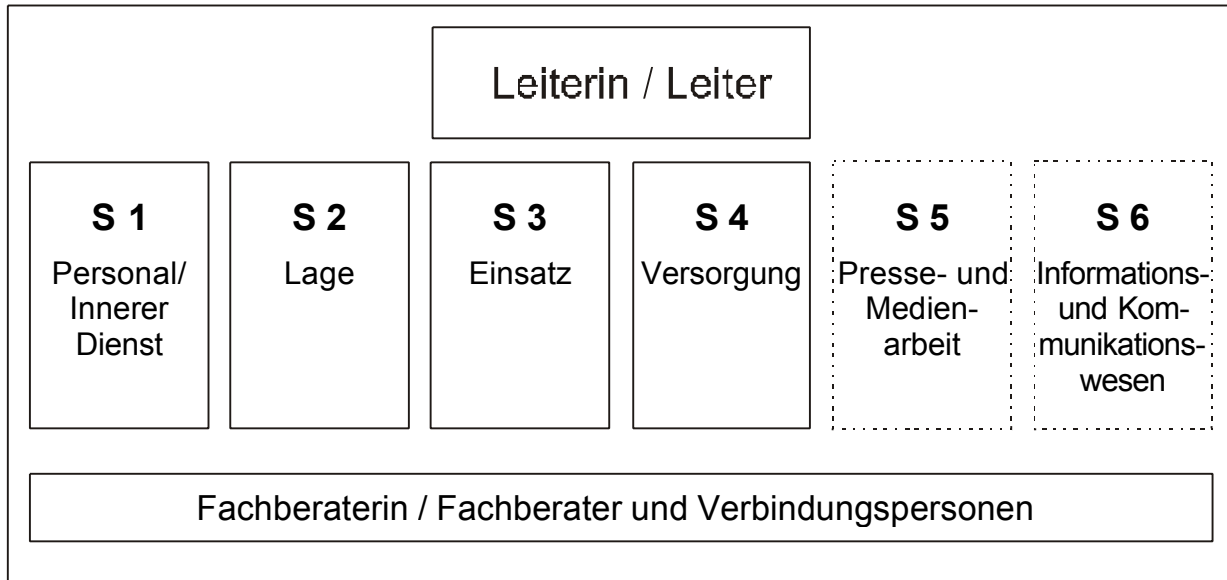 Leiterin / Leiter
S 1
Personal/
Innerer
Dienst
S 2
Lage
S 3
Einsatz
S 4
Versorgung
S 5
Presse- und
Medien-
arbeit
S 6
Informations-
und Kom-
munikations-
wesen
Fachberaterin / Fachberater und Verbindungspersonen